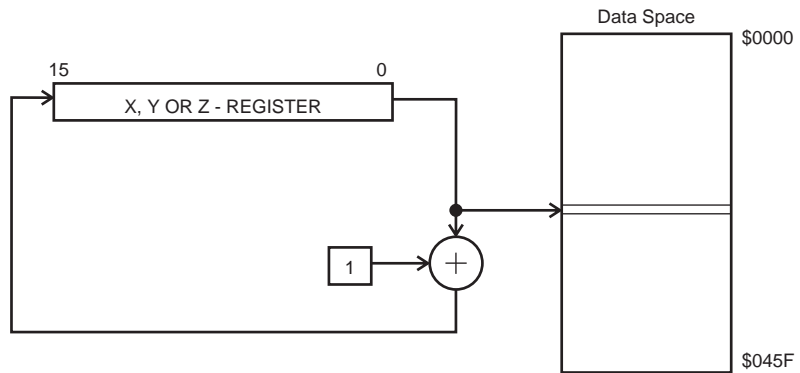 Data Space
$0000
15
0
X, Y OR Z - REGISTER
1
+
$045F